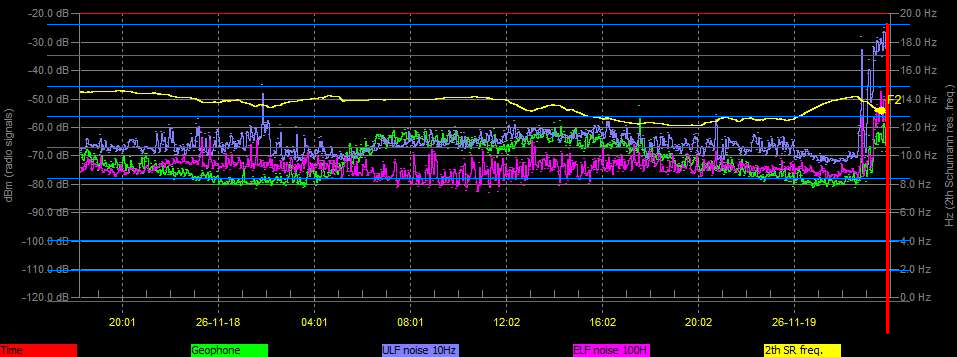 -20.0 dB 20.0 Hz
-30.0 dB 18.0 Hz
-40.0 dB 16.0 Hz
-50.0 dB F2 14.0 Hz
-60.0 dB 12.0 Hz
-70.0 dB 10.0 Hz
-80.0 dB 8.0 Hz
-90.0 dB 6.0 Hz
-100.0 dB 4.0 Hz
-110.0 dB 2.0 Hz
-120.0 dB 0.0 Hz
dBm (radio signals)
Hz (2th Schumann res. freq.)
20:01 26-11-18 04:01 08:01 12:02 16:02 20:02 26-11-19
Time Geophone ULF noise 10Hz ELF noise 100H 2th SR freq.